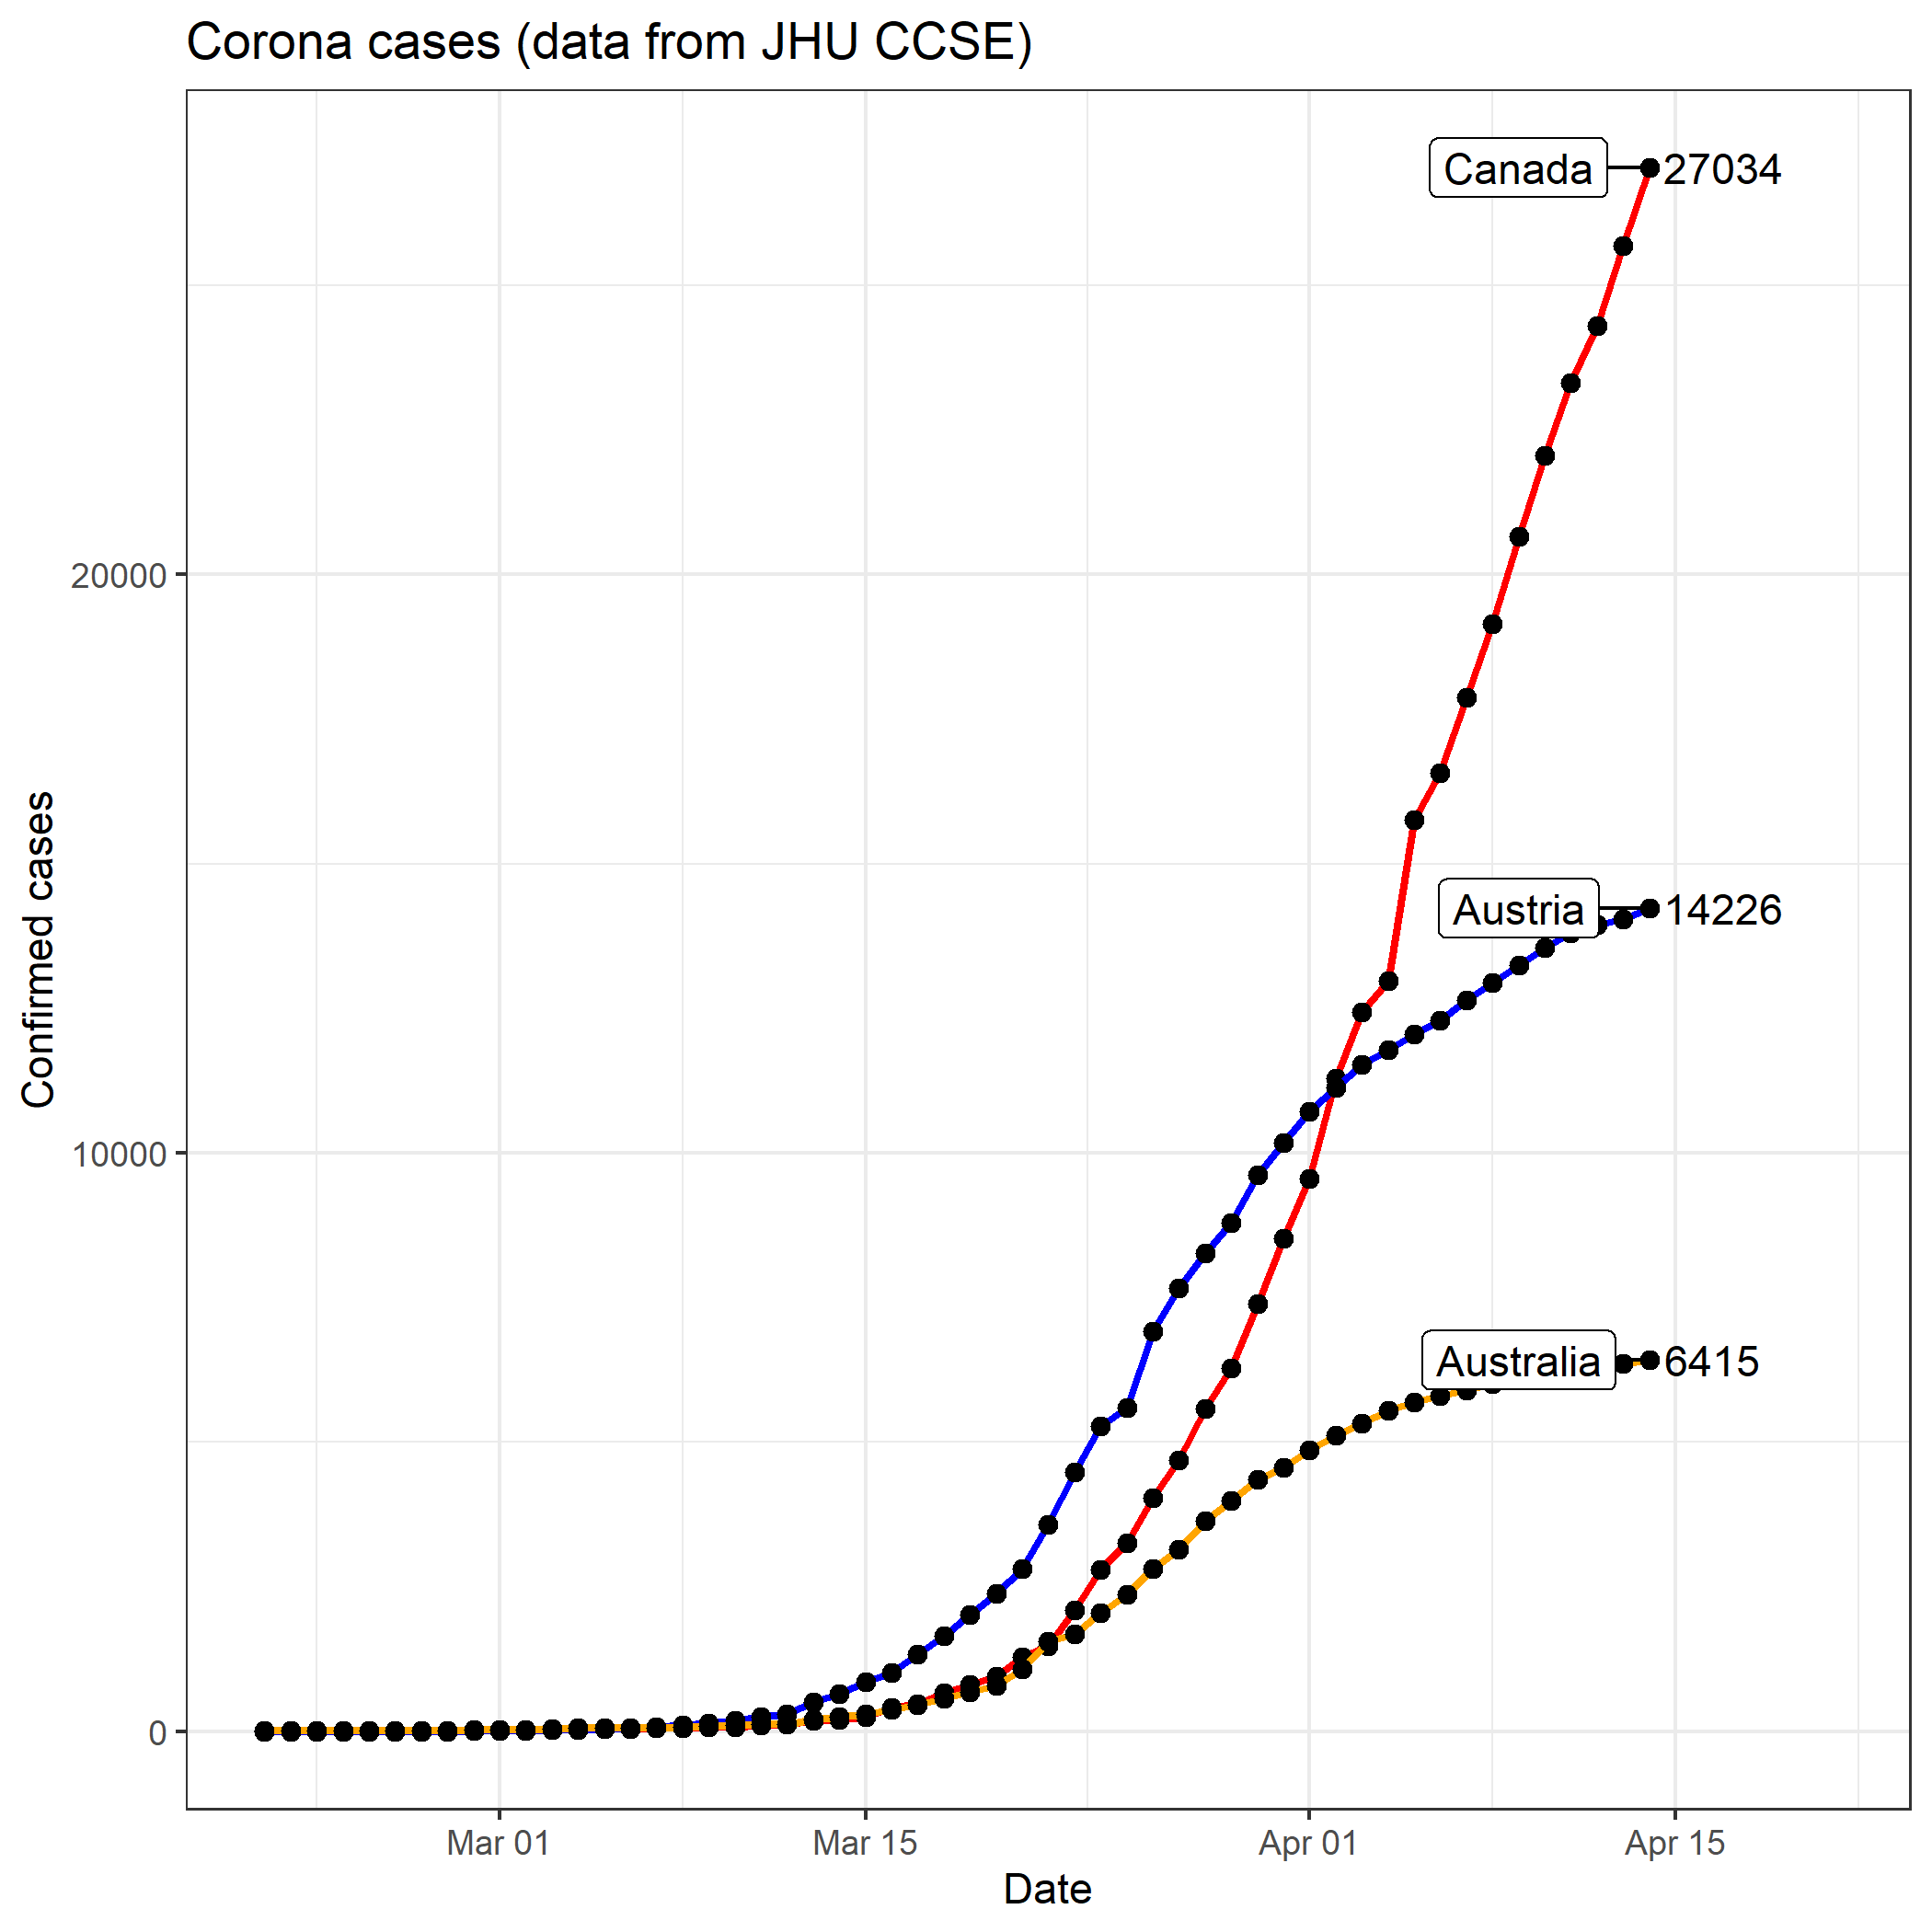 Corona cases (data from JHU CCSE)
Canada
27034
20000
Austria
14226
Confirmed cases
10000
Australia
6415
0
Mar 01
Mar 15
Apr 01
Apr 15
Date